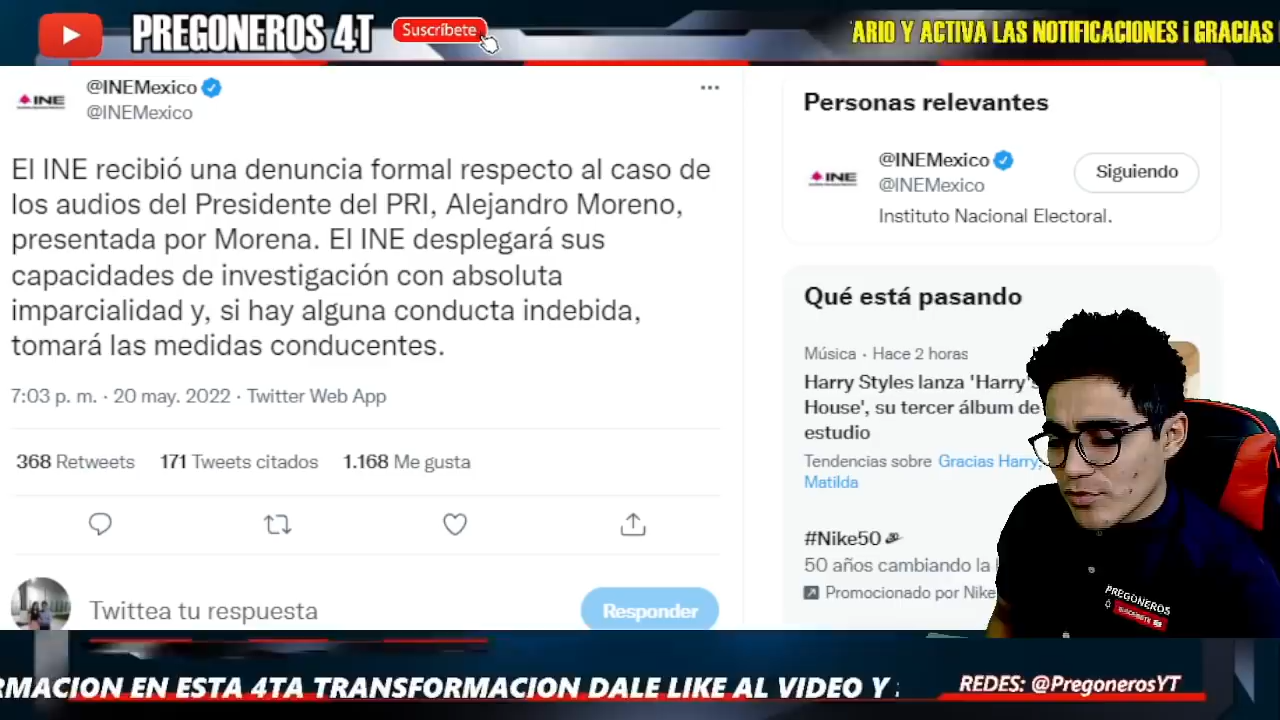 PREGONEROS 4T
Suscríbete
ARIO Y ACTIVA LAS NOTIFICACIONES ¡ GRACIAS
INE
@INEMexico
@INEMexico
El INE recibió una denuncia formal respecto al caso de
los audios del Presidente del PRI, Alejandro Moreno,
presentada por Morena. El INE desplegará sus
capacidades de investigación con absoluta
imparcialidad y, si hay alguna conducta indebida,
tomará las medidas conducentes.
7:03 p. m. · 20 may. 2022 · Twitter Web App
368 Retweets 171 Tweets citados 1.168 Me gusta
Twittea tu respuesta
Responder
Personas relevantes
INE
@INEMexico
@INEMexico
Siguiendo
Instituto Nacional Electoral.
Qué está pasando
Música · Hace 2 horas
Harry Styles lanza 'Harry's
House', su tercer álbum de
estudio
Tendencias sobre Gracias Harry,
Matilda
#Nike50
50 años cambiando la
Promocionado por Nike
PREGONEROS
SUSCRIBETE
RMACION EN ESTA 4TA TRANSFORMACION DALE LIKE AL VIDEO Y
REDES: @PregonerosYT